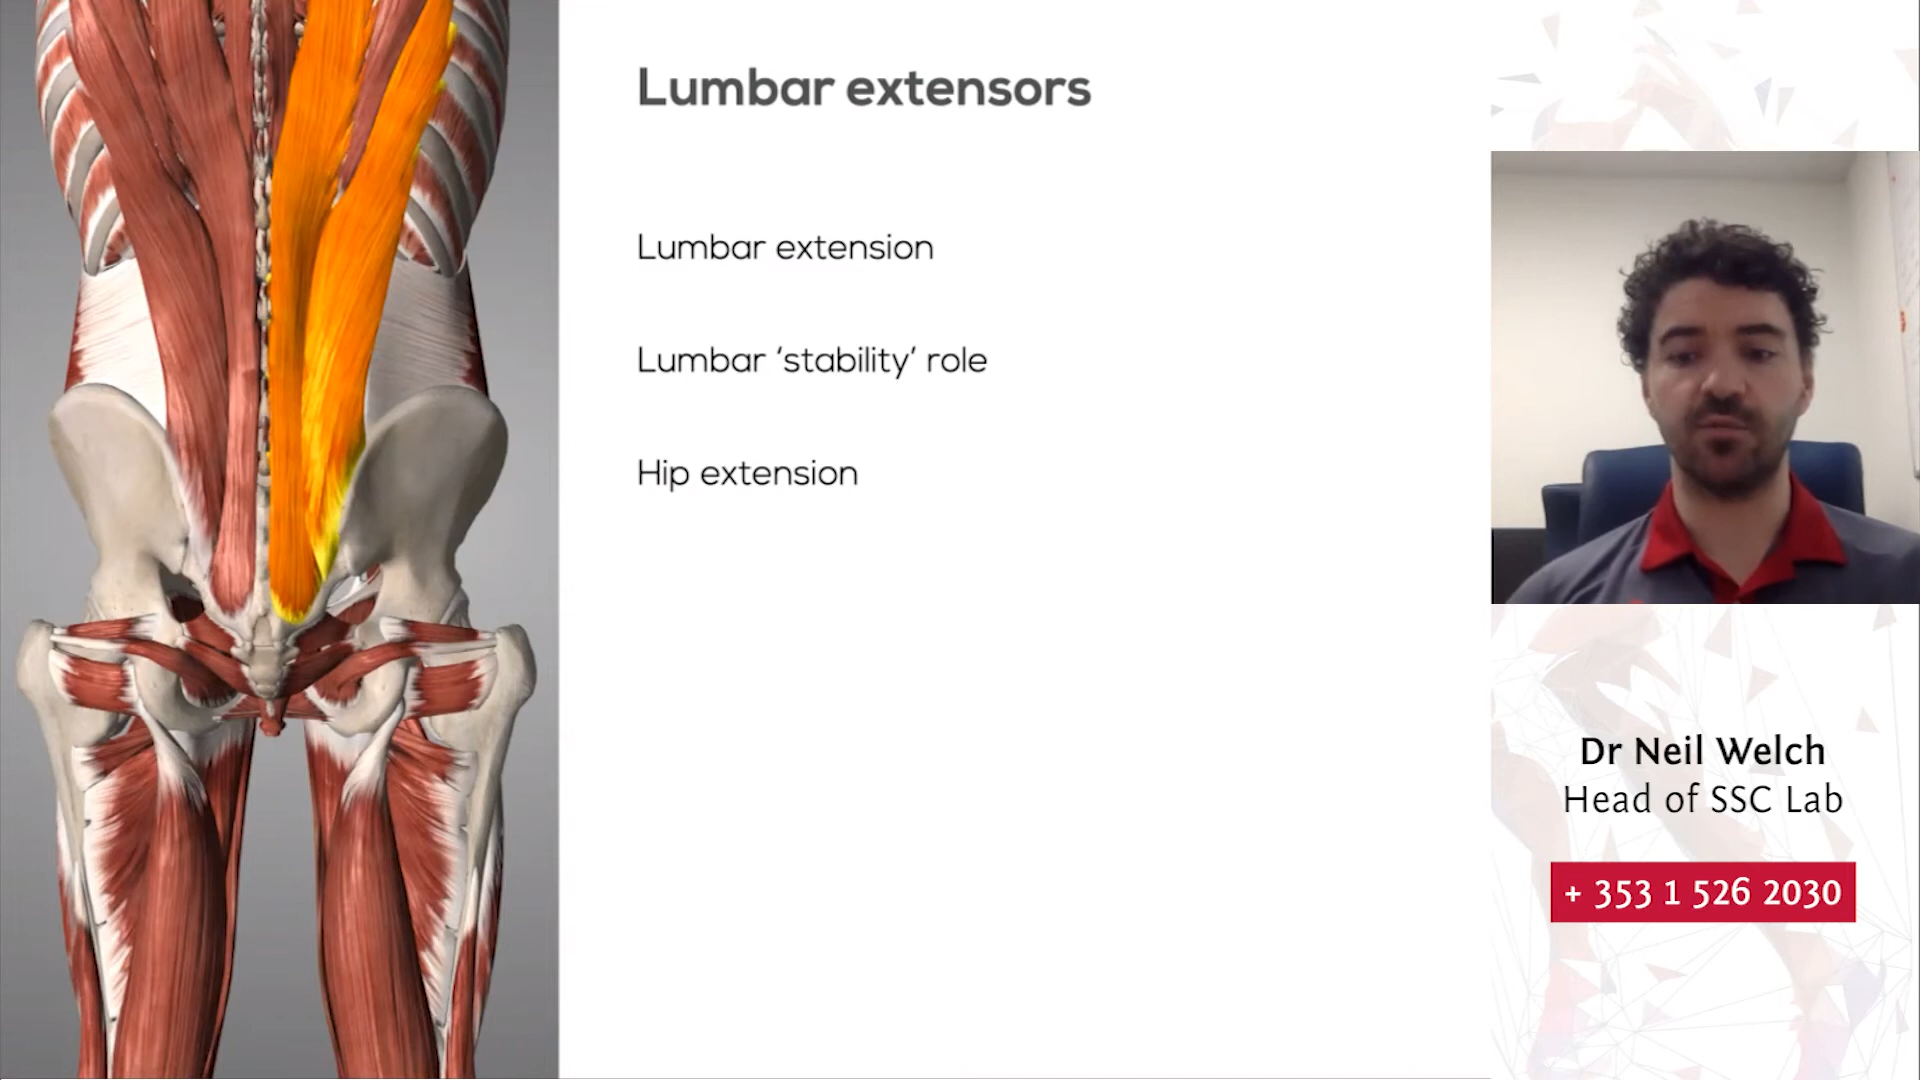 Lumbar extensors
Lumbar extension
Lumbar ‘stability’ role
Hip extension
Dr Neil Welch
Head of SSC Lab
+ 353 1 526 2030